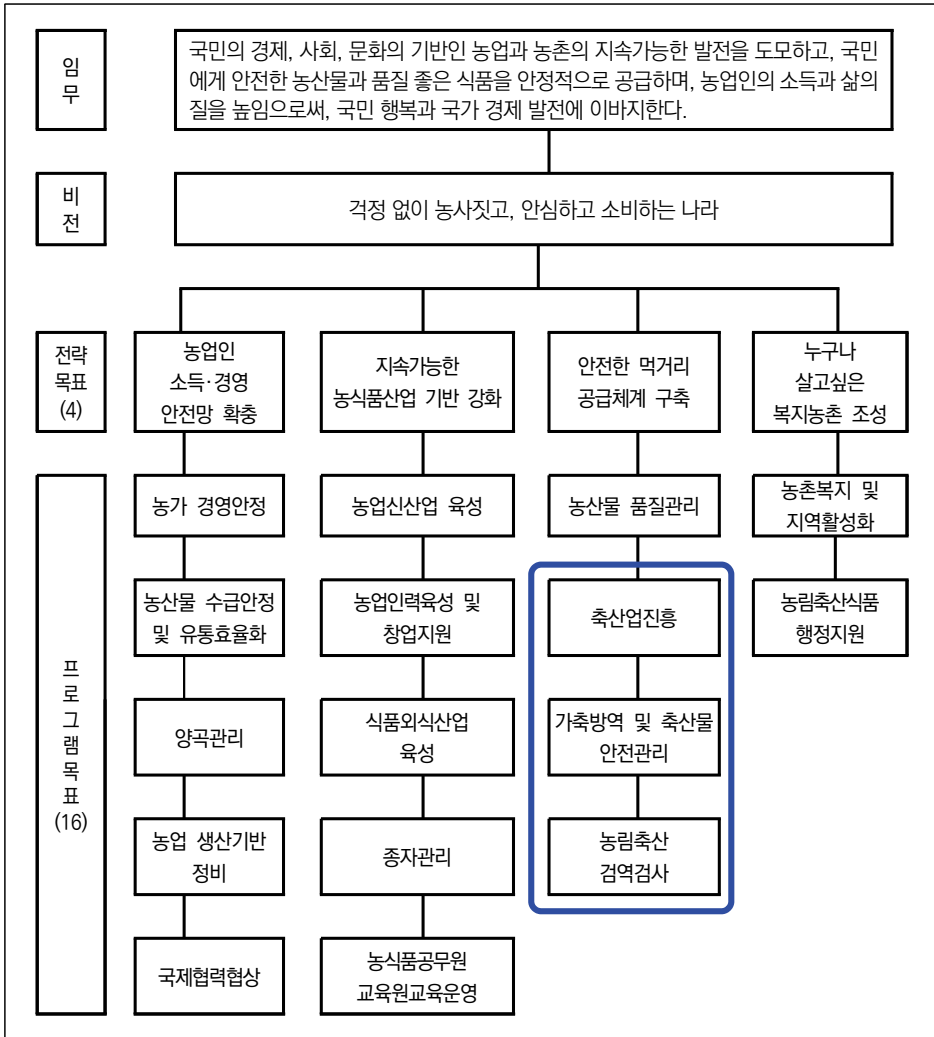 임
무
국민의 경제, 사회, 문화의 기반인 농업과 농촌의 지속가능한 발전을 도모하고, 국민
에게 안전한 농산물과 품질 좋은 식품을 안정적으로 공급하며, 농업인의 소득과 삶의
질을 높임으로써, 국민 행복과 국가 경제 발전에 이바지한다.
비
전
걱정 없이 농사짓고, 안심하고 소비하는 나라
전략
목표
(4)
농업인
소득·경영
안전망 확충
지속가능한
농식품산업 기반 강화
안전한 먹거리
공급체계 구축
누구나
살고싶은
복지농촌 조성
프
로
그
램
목
표
(16)
농가 경영안정
농산물 수급안정
및 유통효율화
양곡관리
농업 생산기반
정비
국제협력협상
농업신산업 육성
농업인력육성 및
창업지원
식품외식산업
육성
종자관리
농식품공무원
교육원교육운영
농산물 품질관리
축산업진흥
가축방역 및 축산물
안전관리
농림축산
검역검사
농촌복지 및
지역활성화
농림축산식품
행정지원